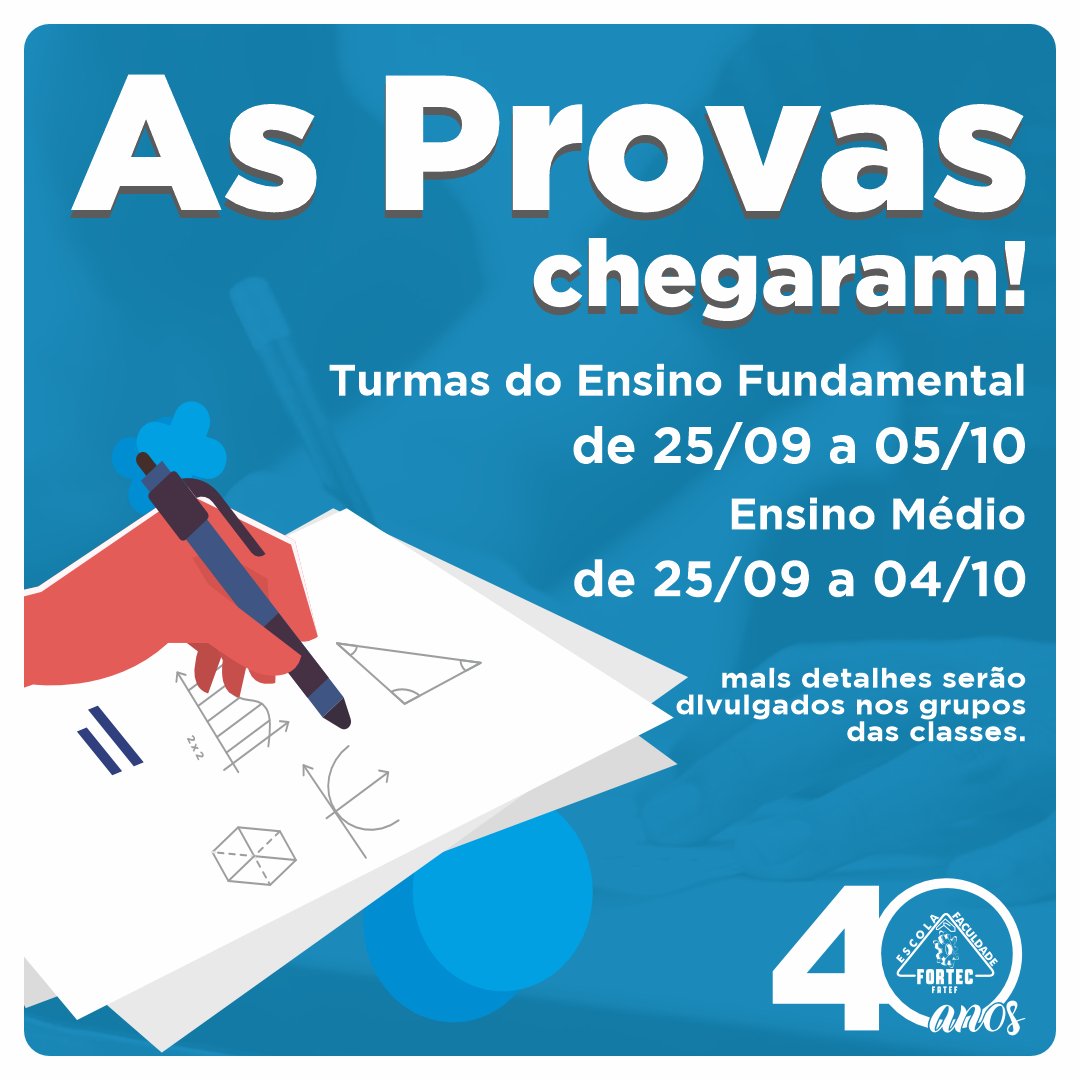 As Provas
chegaram!
Turmas do Ensino Fundamental
de 25/09 a 05/10
Ensino Médio
de 25/09 a 04/10
maIs detalhes serão
dIvulgados nos grupos
das classes.
2x2
40
ESCOLA FACULDADE
FORTEC
FATEF
anos